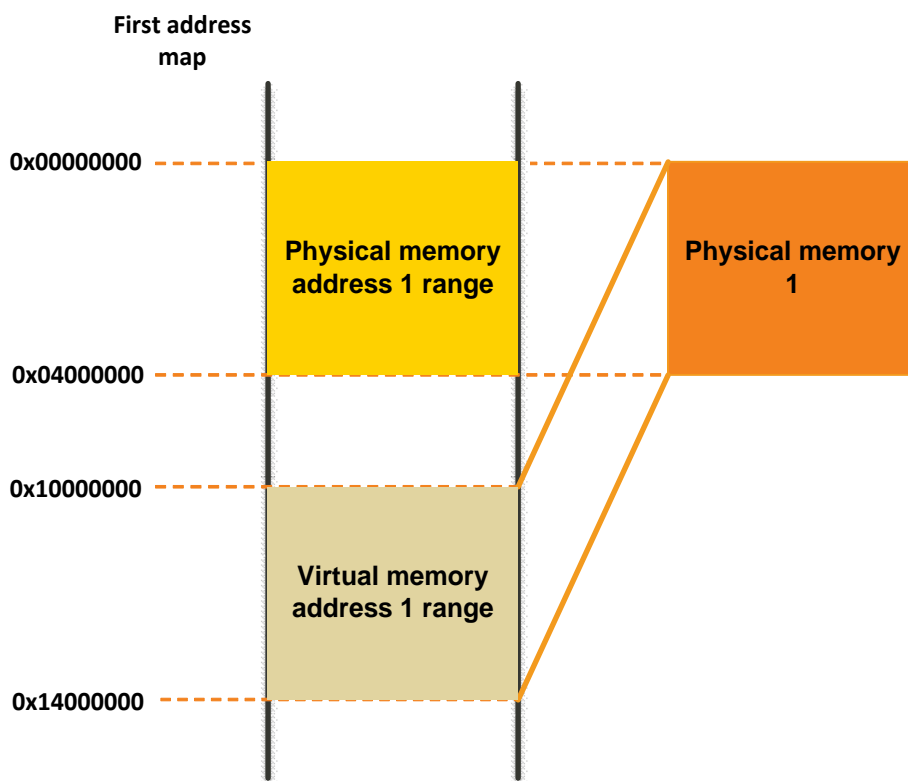 First address
map
0x00000000
Physical memory
address 1 range
Physical memory
1
0x04000000
0x10000000
Virtual memory
address 1 range
0x14000000